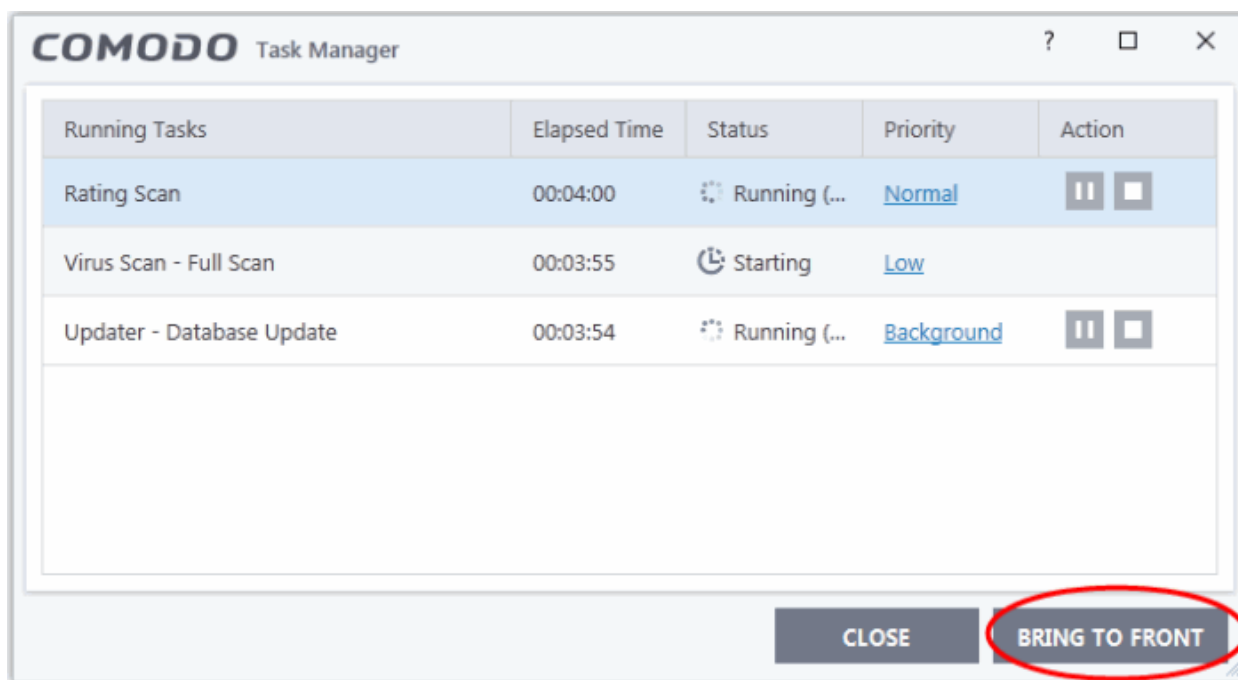 COMODO Task Manager ?
Running Tasks Elapsed Time Status Priority Action
Rating Scan 00:04:00 Running (... Normal
Virus Scan - Full Scan 00:03:55 Starting Low
Updater - Database Update 00:03:54 Running (... Background
CLOSE BRING TO FRONT